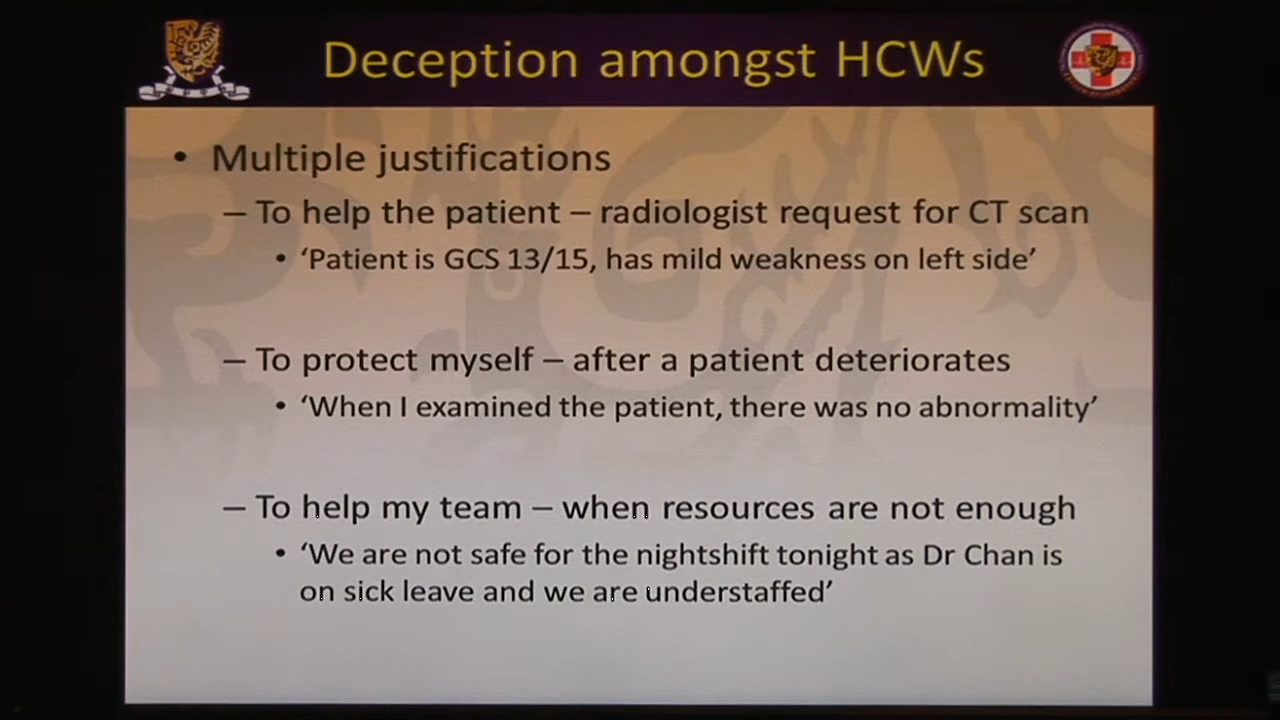 Deception amongst HCWs
• Multiple justifications
– To help the patient – radiologist request for CT scan
• ‘Patient is GCS 13/15, has mild weakness on left side’
– To protect myself – after a patient deteriorates
• ‘When I examined the patient, there was no abnormality’
– To help my team – when resources are not enough
• ‘We are not safe for the nightshift tonight as Dr Chan is
on sick leave and we are understaffed’